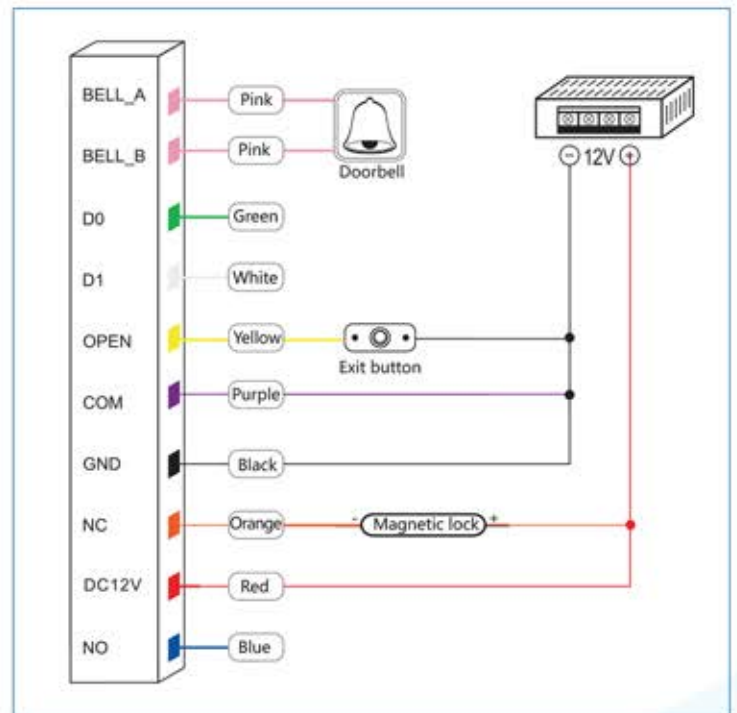 BELL_A
Pink
BELL_B
Pink
Doorbell
- 12V +
D0
Green
D1
White
OPEN
Yellow
Exit button
COM
Purple
GND
Black
NC
Orange
- Magnetic lock +
DC12V
Red
NO
Blue